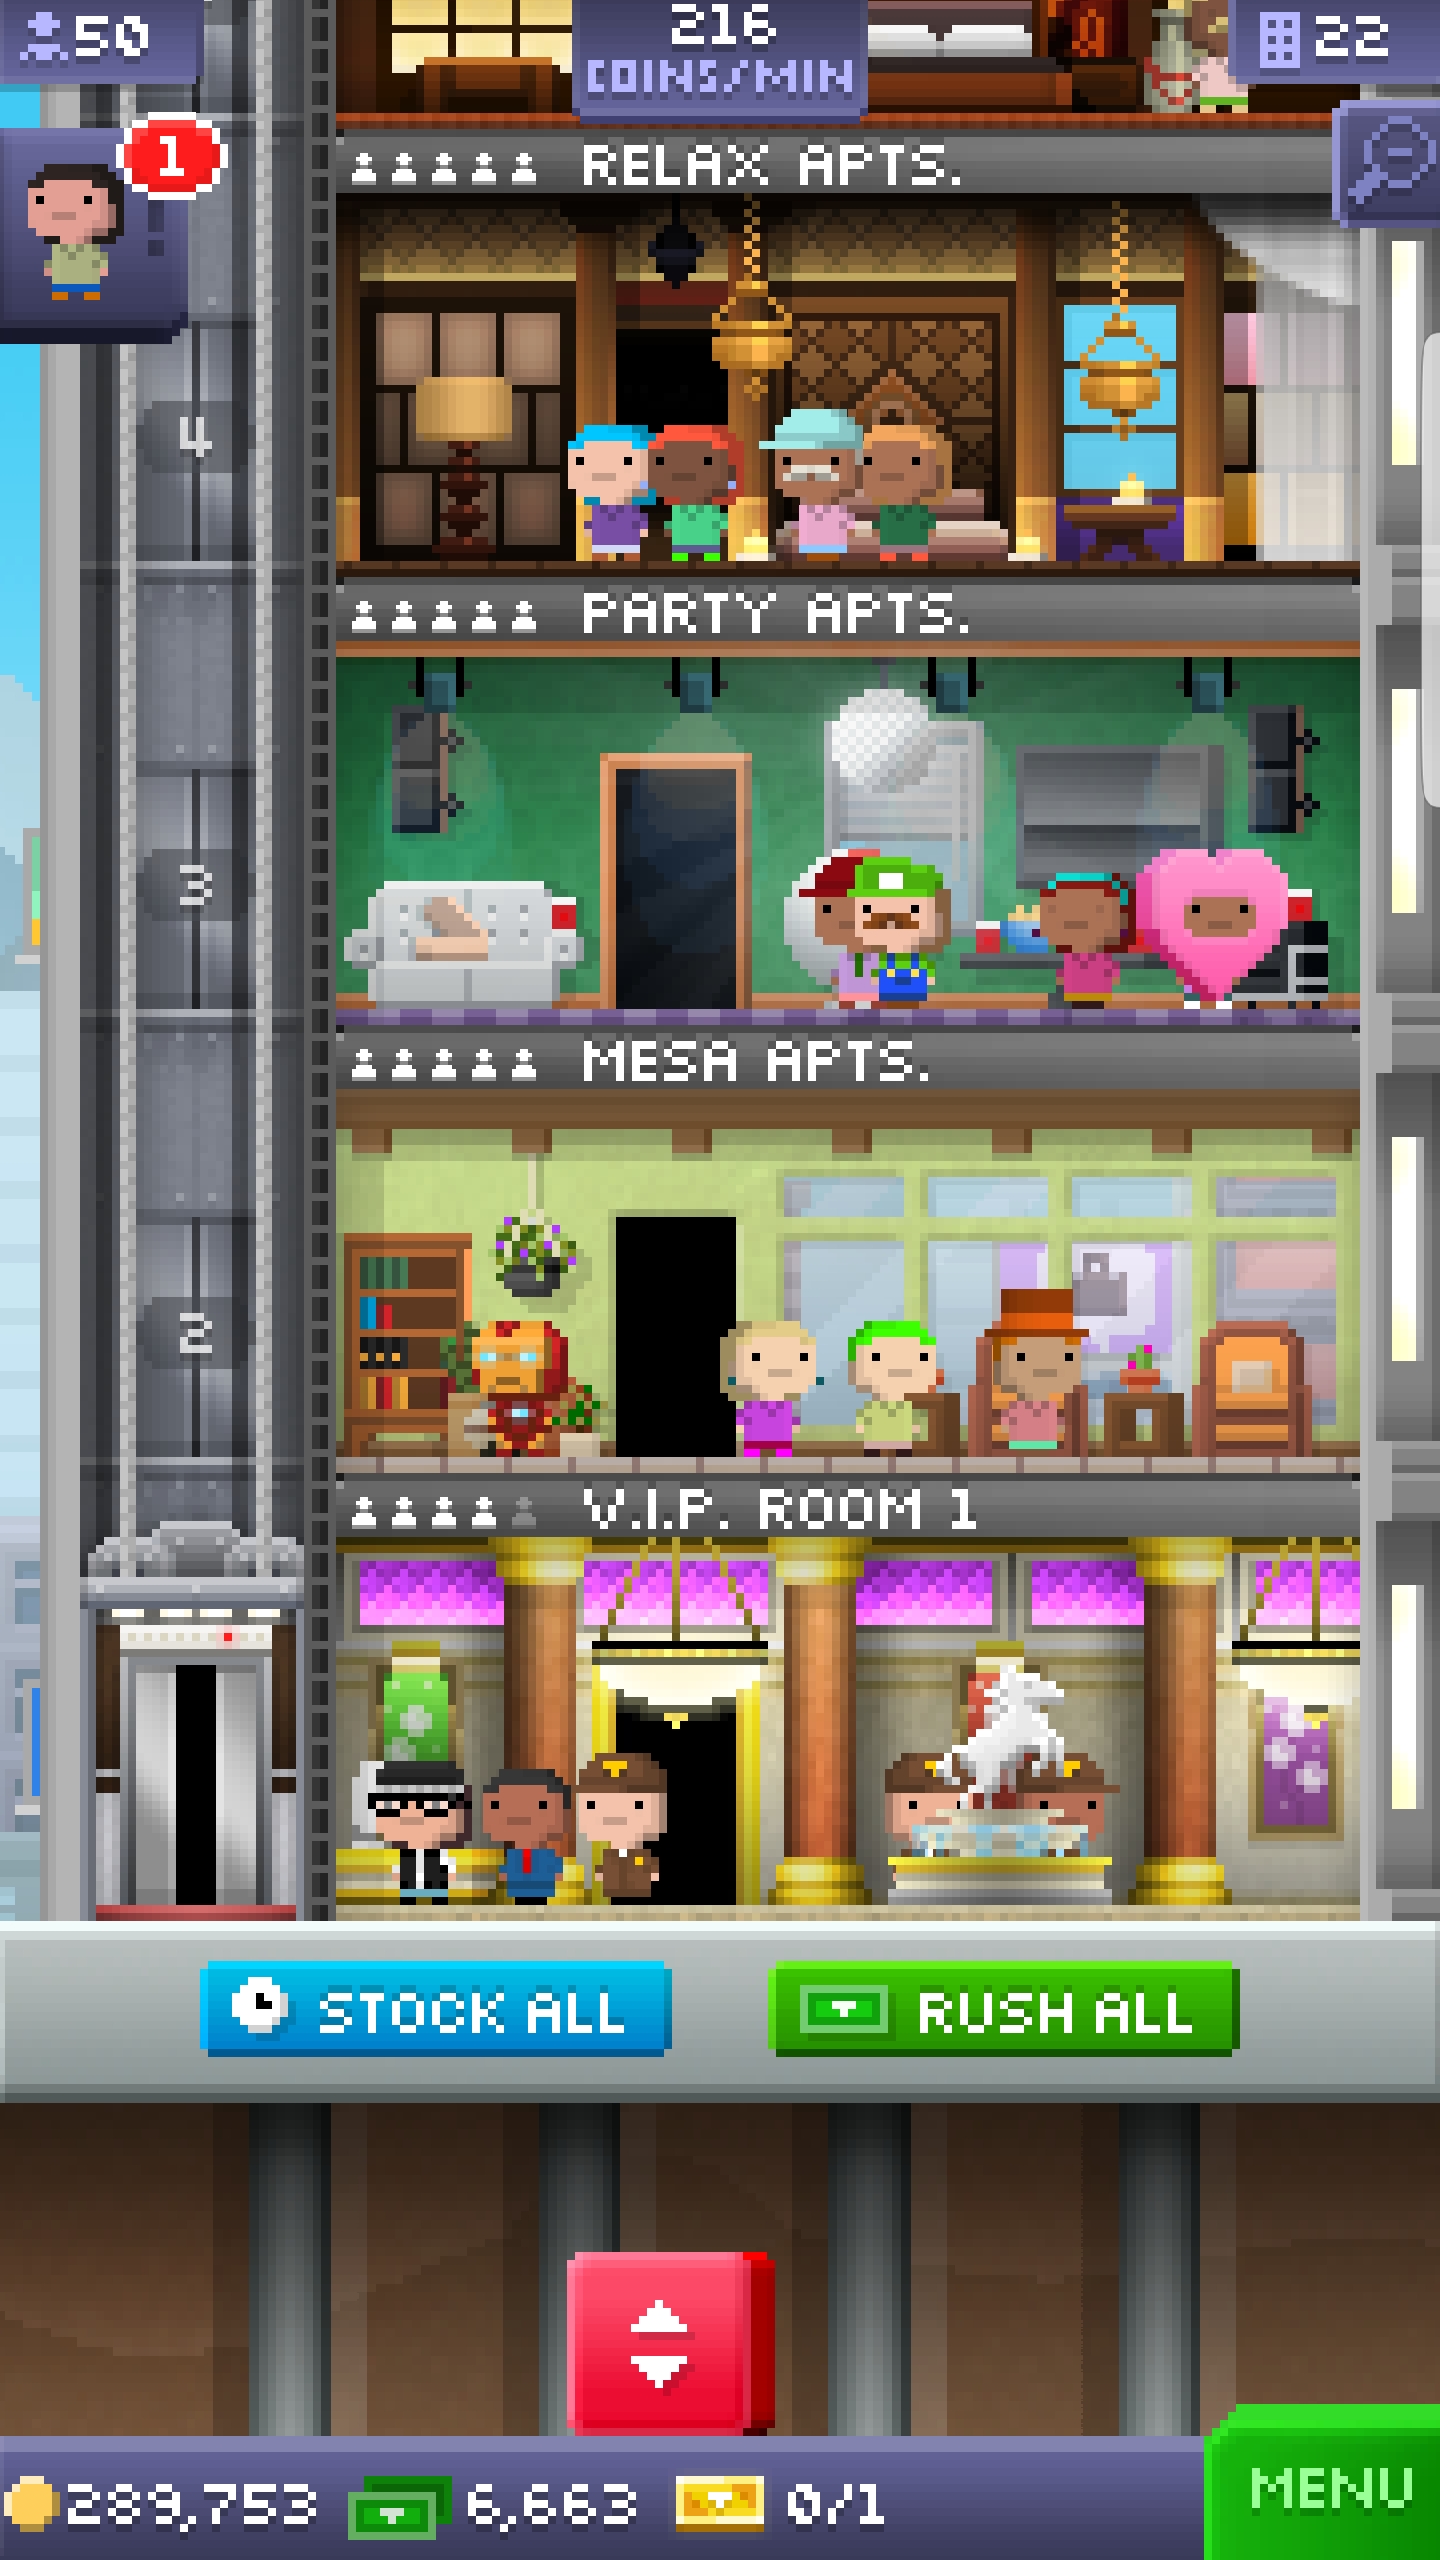 50
216
COINS/MIN
22
1
RELAX APTS.
4
PARTY APTS.
3
MESA APTS.
2
V.I.P. ROOM 1
STOCK ALL
RUSH ALL
289,753
6,663
0/1
MENU